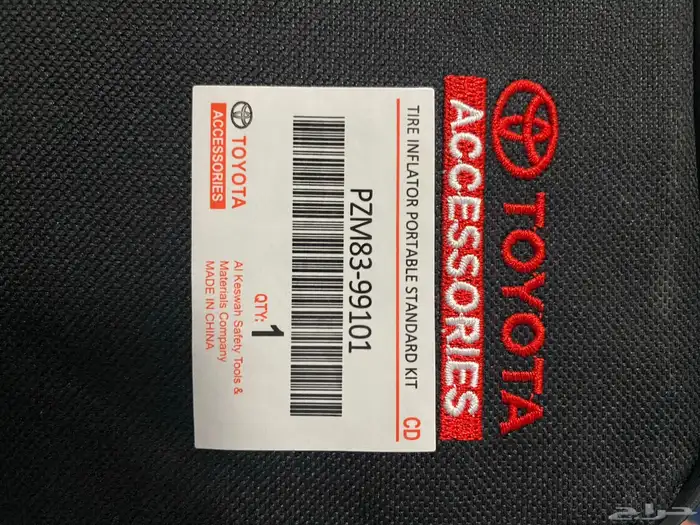 TOYOTA
ACCESSORIES
TIRE INFLATOR PORTABLE STANDARD KIT CD
PZM83-99101
TOYOTA
ACCESSORIES
QTY: 1
Al Keswah Safety Tools &
Materials Company
MADE IN CHINA
حراج